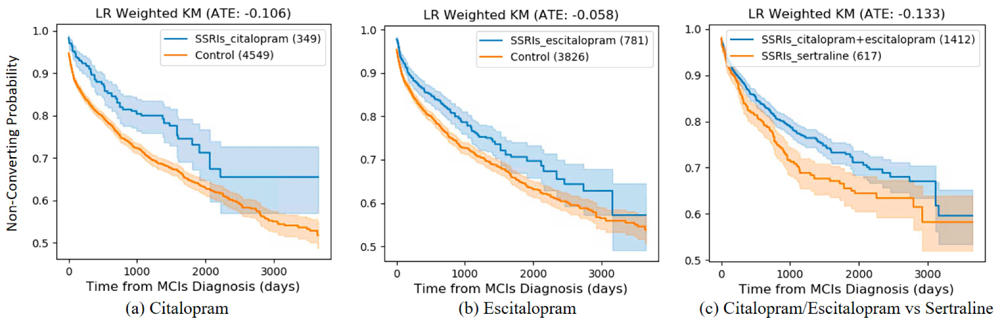 LR Weighted KM (ATE: -0.106)
SSRIs_citalopram (349)
Control (4549)
Non-Converting Probability
1.0
0.9
0.8
0.7
0.6
0.5
0
1000
2000
3000
Time from MCIs Diagnosis (days)
(a) Citalopram
LR Weighted KM (ATE: -0.058)
SSRIs_escitalopram (781)
Control (3826)
1.0
0.9
0.8
0.7
0.6
0.5
0
1000
2000
3000
Time from MCIs Diagnosis (days)
(b) Escitalopram
LR Weighted KM (ATE: -0.133)
SSRIs_citalopram+escitalopram (1412)
SSRIs_sertraline (617)
1.0
0.9
0.8
0.7
0.6
0.5
0
1000
2000
3000
Time from MCIs Diagnosis (days)
(c) Citalopram/Escitalopram vs Sertraline